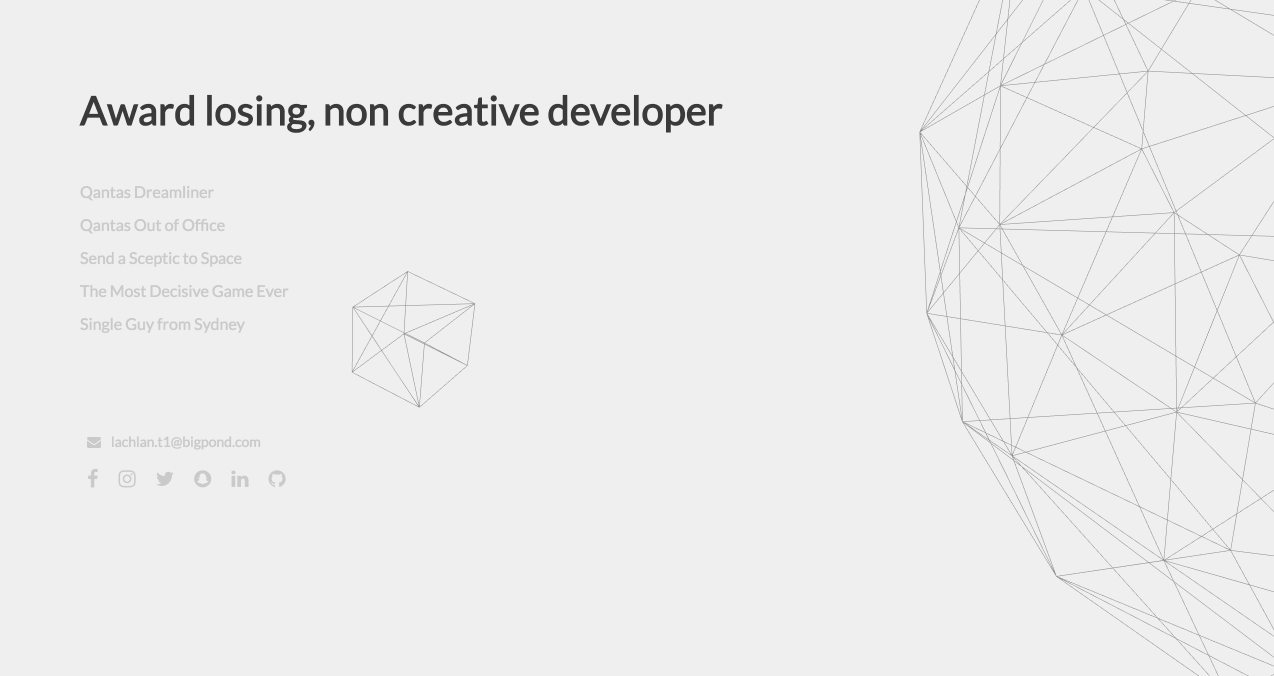 Award losing, non creative developer
Qantas Dreamliner
Qantas Out of Office
Send a Sceptic to Space
The Most Decisive Game Ever
Single Guy from Sydney
lachlan.t1@bigpond.com